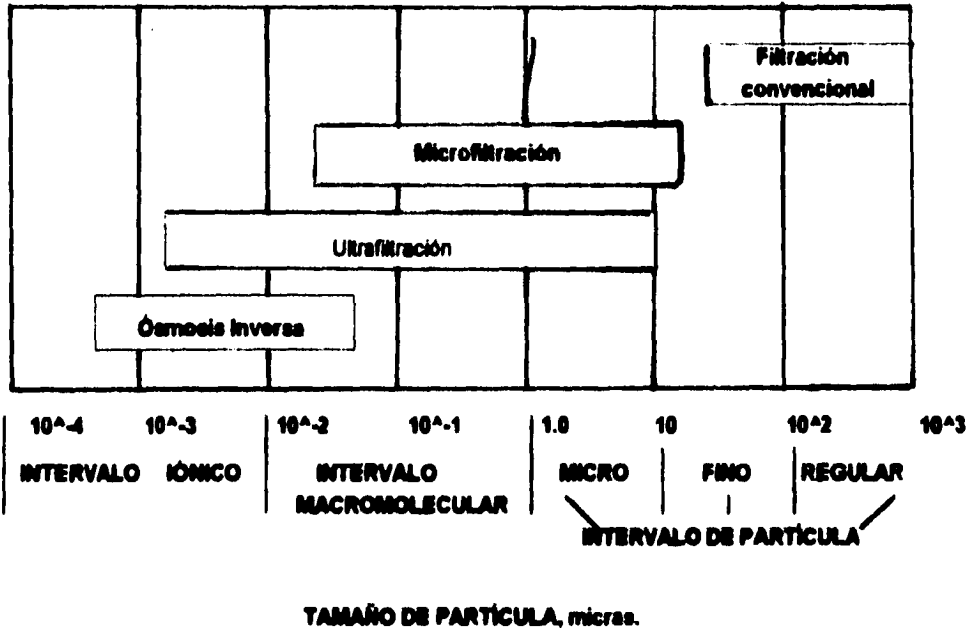 Filtración
convencional
Microfiltración
Ultrafiltración
Ósmosis Inversa
10^-4 10^-3 10^-2 10^-1 1.0 10 10^2 10^3
INTERVALO IÓNICO INTERVALO MICRO FINO REGULAR
MACROMOLECULAR
INTERVALO DE PARTÍCULA
TAMAÑO DE PARTÍCULA, micras.